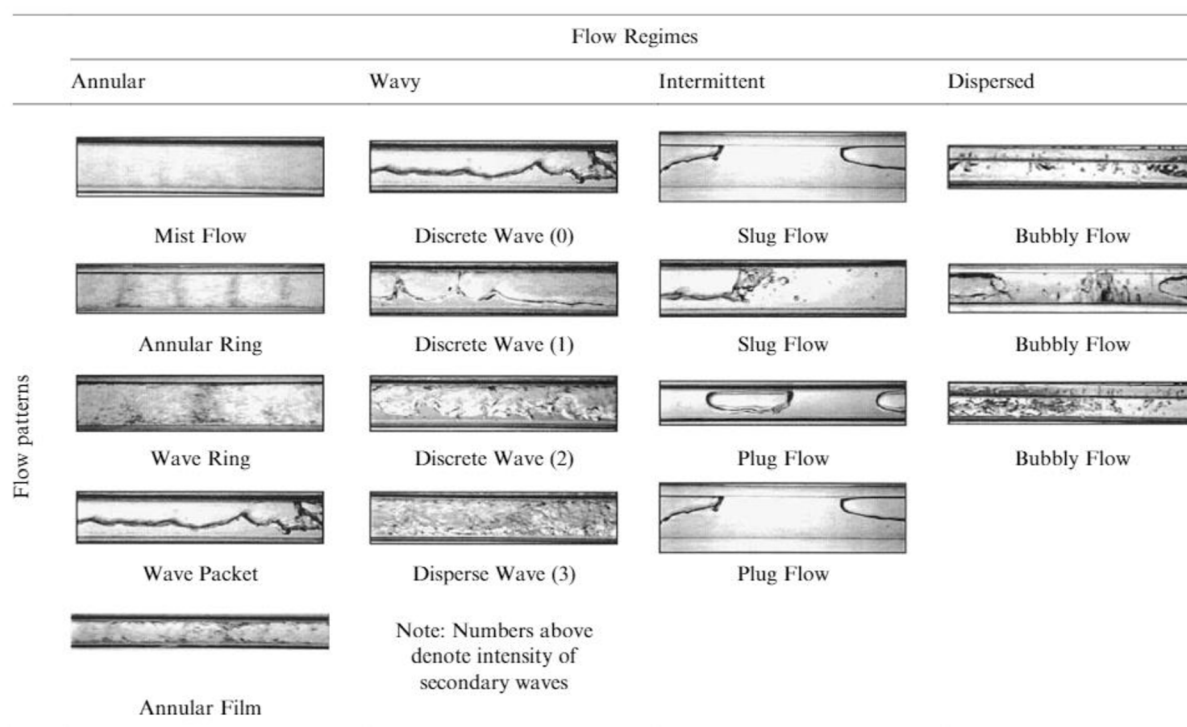 Flow Regimes
Annular Wavy Intermittent Dispersed
Flow patterns
Mist Flow Discrete Wave (0) Slug Flow Bubbly Flow
Annular Ring Discrete Wave (1) Slug Flow Bubbly Flow
Wave Ring Discrete Wave (2) Plug Flow Bubbly Flow
Wave Packet Disperse Wave (3) Plug Flow
Note: Numbers above
denote intensity of
secondary waves
Annular Film